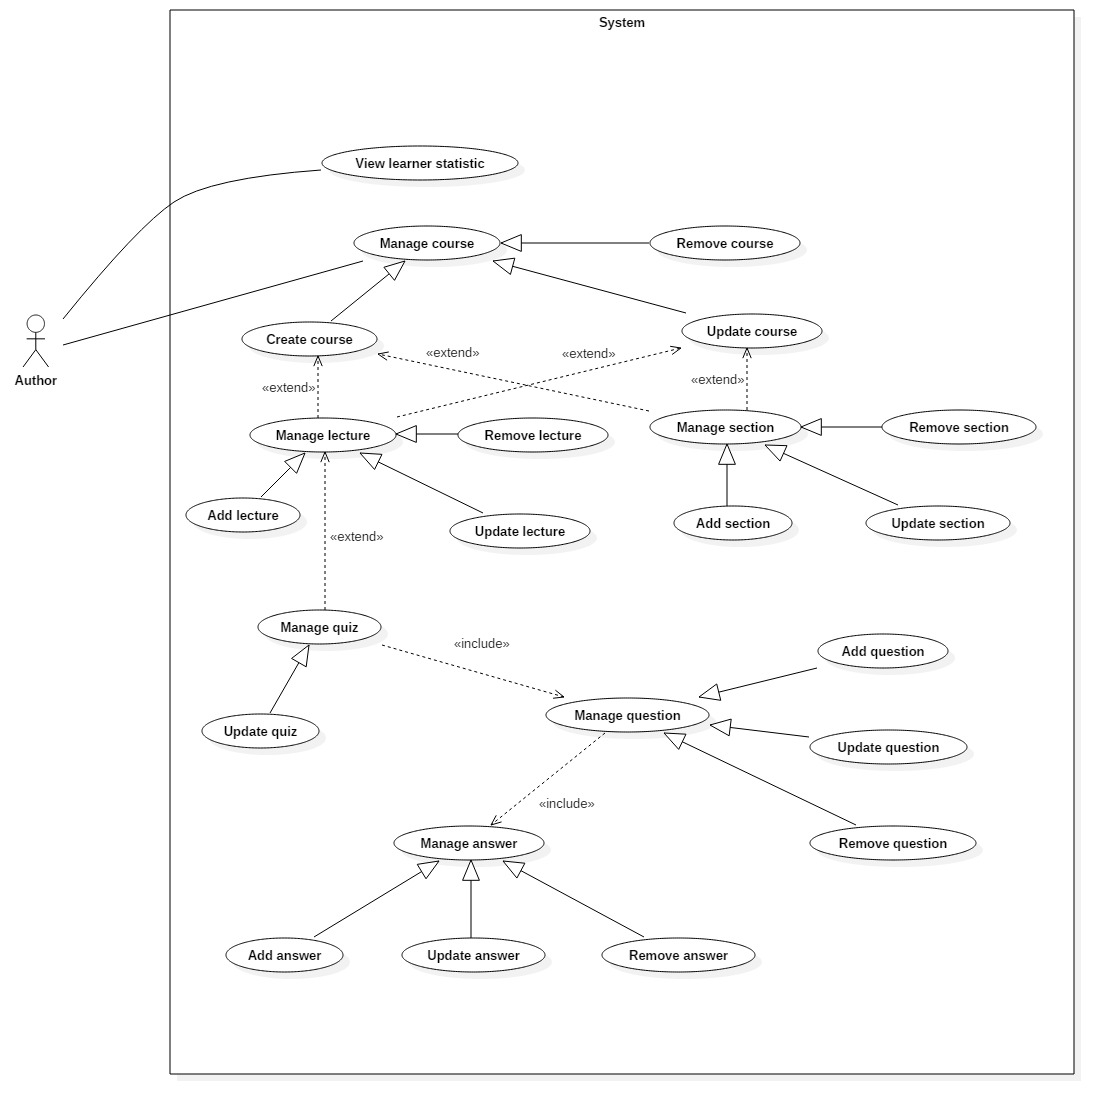 System
View learner statistic
Manage course
Remove course
Create course
Update course
«extend»
«extend»
«extend»
«extend»
Author
Manage lecture
Remove lecture
Manage section
Remove section
Add lecture
Update lecture
Add section
Update section
«extend»
Manage quiz
«include»
Add question
Manage question
Update quiz
Update question
«include»
Manage answer
Remove question
Add answer
Update answer
Remove answer